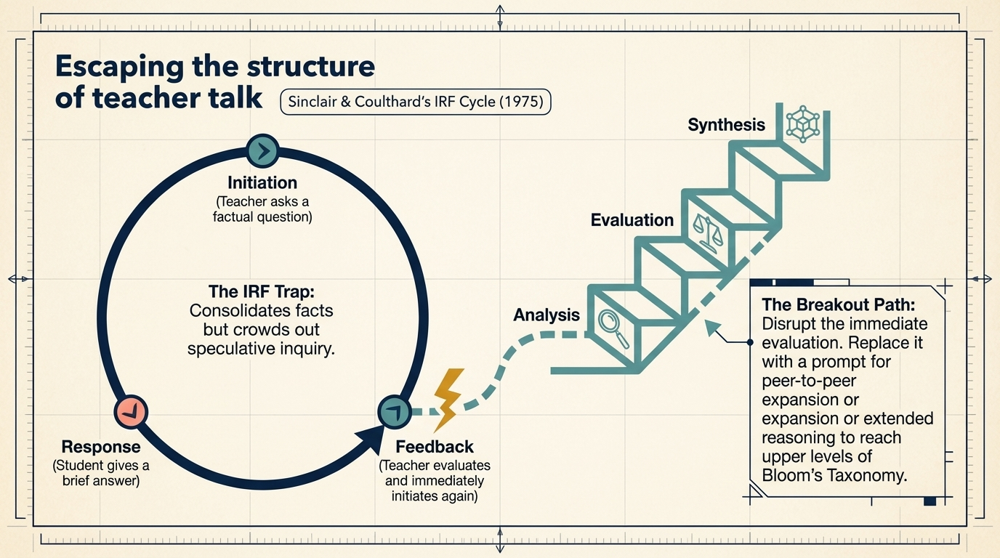 Escaping the structure
of teacher talk
Sinclair & Coulthard's IRF Cycle (1975)
Initiation
(Teacher asks a
factual question)
The IRF Trap:
Consolidates facts
but crowds out
speculative inquiry.
Response
(Student gives a
brief answer)
Feedback
(Teacher evaluates
and immediately
initiates again)
Analysis
Evaluation
Synthesis
The Breakout Path:
Disrupt the immediate
evaluation. Replace it
with a prompt for
peer-to-peer
expansion or
expansion or extended
reasoning to reach
upper levels of
Bloom's Taxonomy.